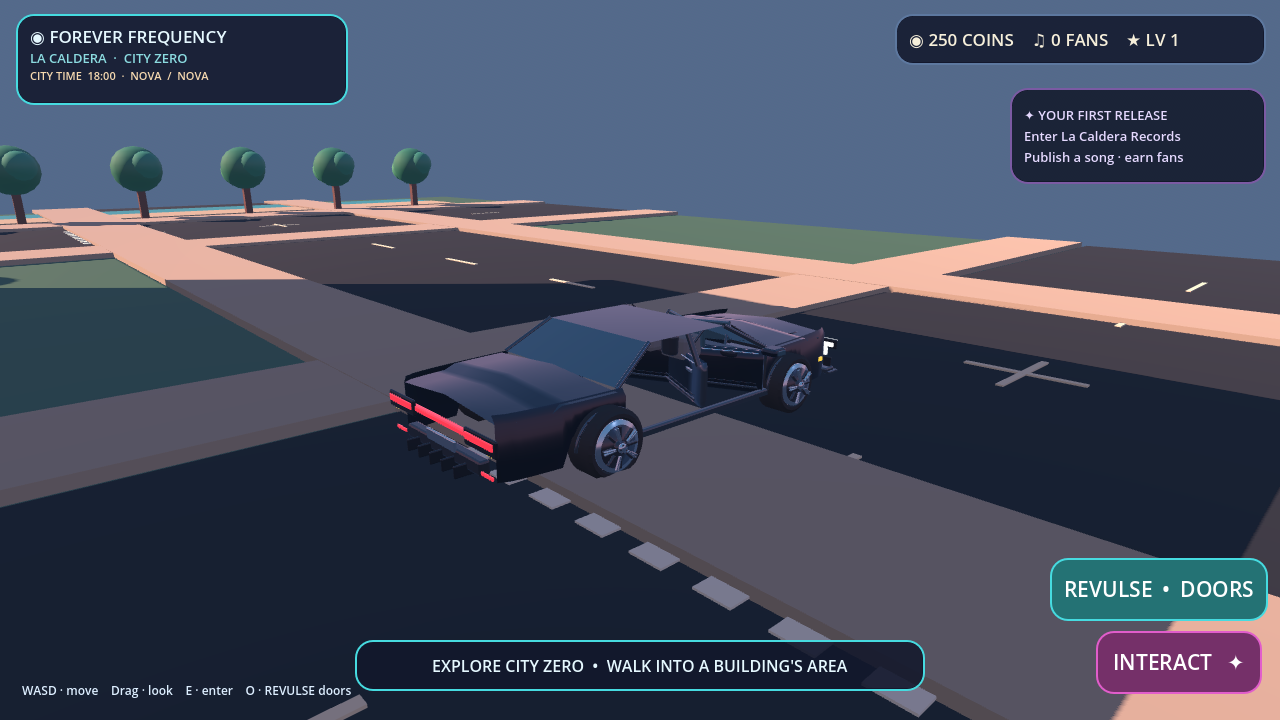 ◉ FOREVER FREQUENCY
LA CALDERA · CITY ZERO
CITY TIME 18:00 · NOVA / NOVA
◉ 250 COINS ♫ 0 FANS ★ LV 1
✦ YOUR FIRST RELEASE
Enter La Caldera Records
Publish a song · earn fans
REVULSE • DOORS
INTERACT ✦
EXPLORE CITY ZERO • WALK INTO A BUILDING'S AREA
WASD · move Drag · look E · enter O · REVULSE doors